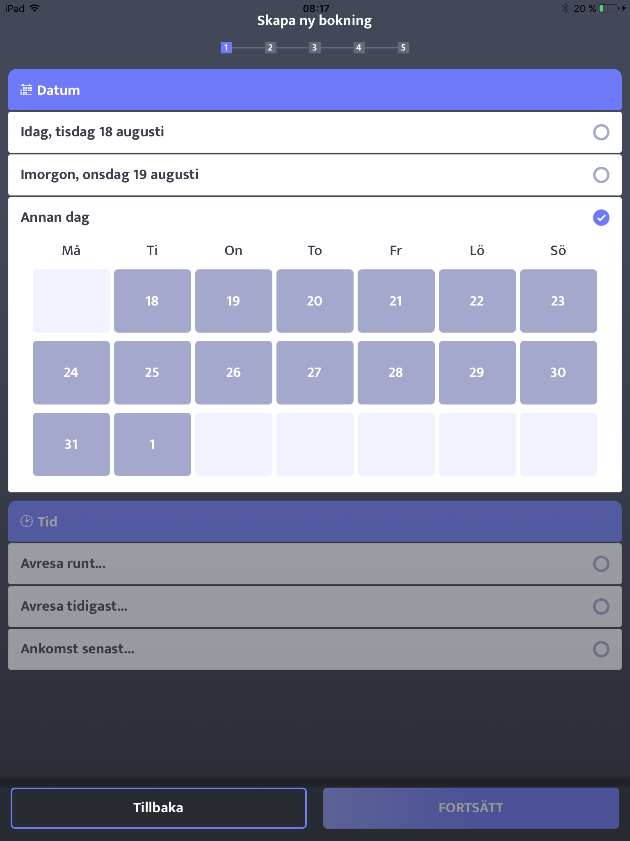 iPad 08:17 20 %
Skapa ny bokning
1 2 3 4 5
Datum
Idag, tisdag 18 augusti
Imorgon, onsdag 19 augusti
Annan dag
Må Ti On To Fr Lö Sö
18 19 20 21 22 23
24 25 26 27 28 29 30
31 1
Tid
Avresa runt...
Avresa tidigast...
Ankomst senast...
Tillbaka FORTSÄTT